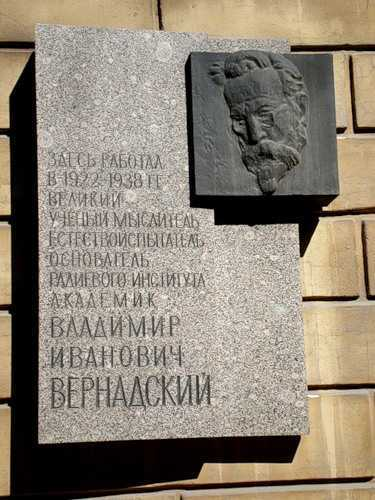 ЗДЕСЬ РАБОТАЛ
В 1922-1938 ГГ
ВЕЛИКИЙ
УЧЕНЫЙ МЫСЛИТЕЛЬ
ЕСТЕСТВОИСПЫТАТЕЛЬ
ОСНОВАТЕЛЬ
РАДИЕВОГО ИНСТИТУТА
АКАДЕМИК
ВЛАДИМИР
ИВАНОВИЧ
ВЕРНАДСКИЙ